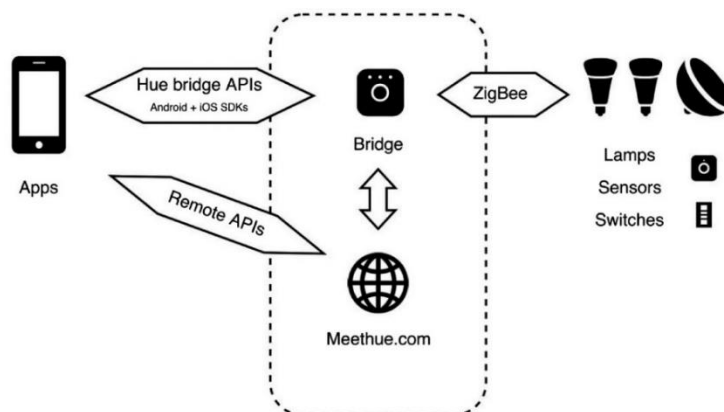 Hue bridge APIs
Android + iOS SDKs
ZigBee
Bridge
Lamps
Apps
Sensors
Remote APIs
Switches
Meethue.com